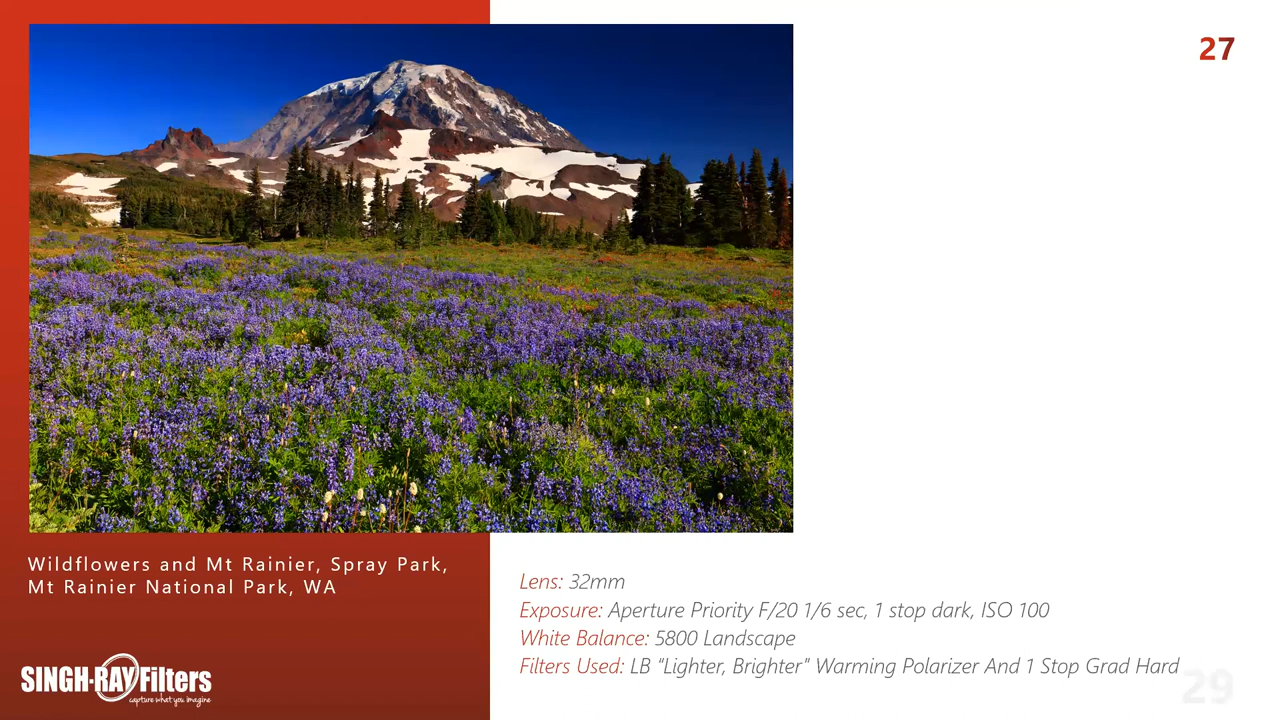 27
Wildflowers and Mt Rainier, Spray Park,
Mt Rainier National Park, WA
Lens: 32mm
Exposure: Aperture Priority F/20 1/6 sec, 1 stop dark, ISO 100
White Balance: 5800 Landscape
Filters Used: LB "Lighter, Brighter" Warming Polarizer And 1 Stop Grad Hard
SINGH-RAY Filters
capture what you imagine
29